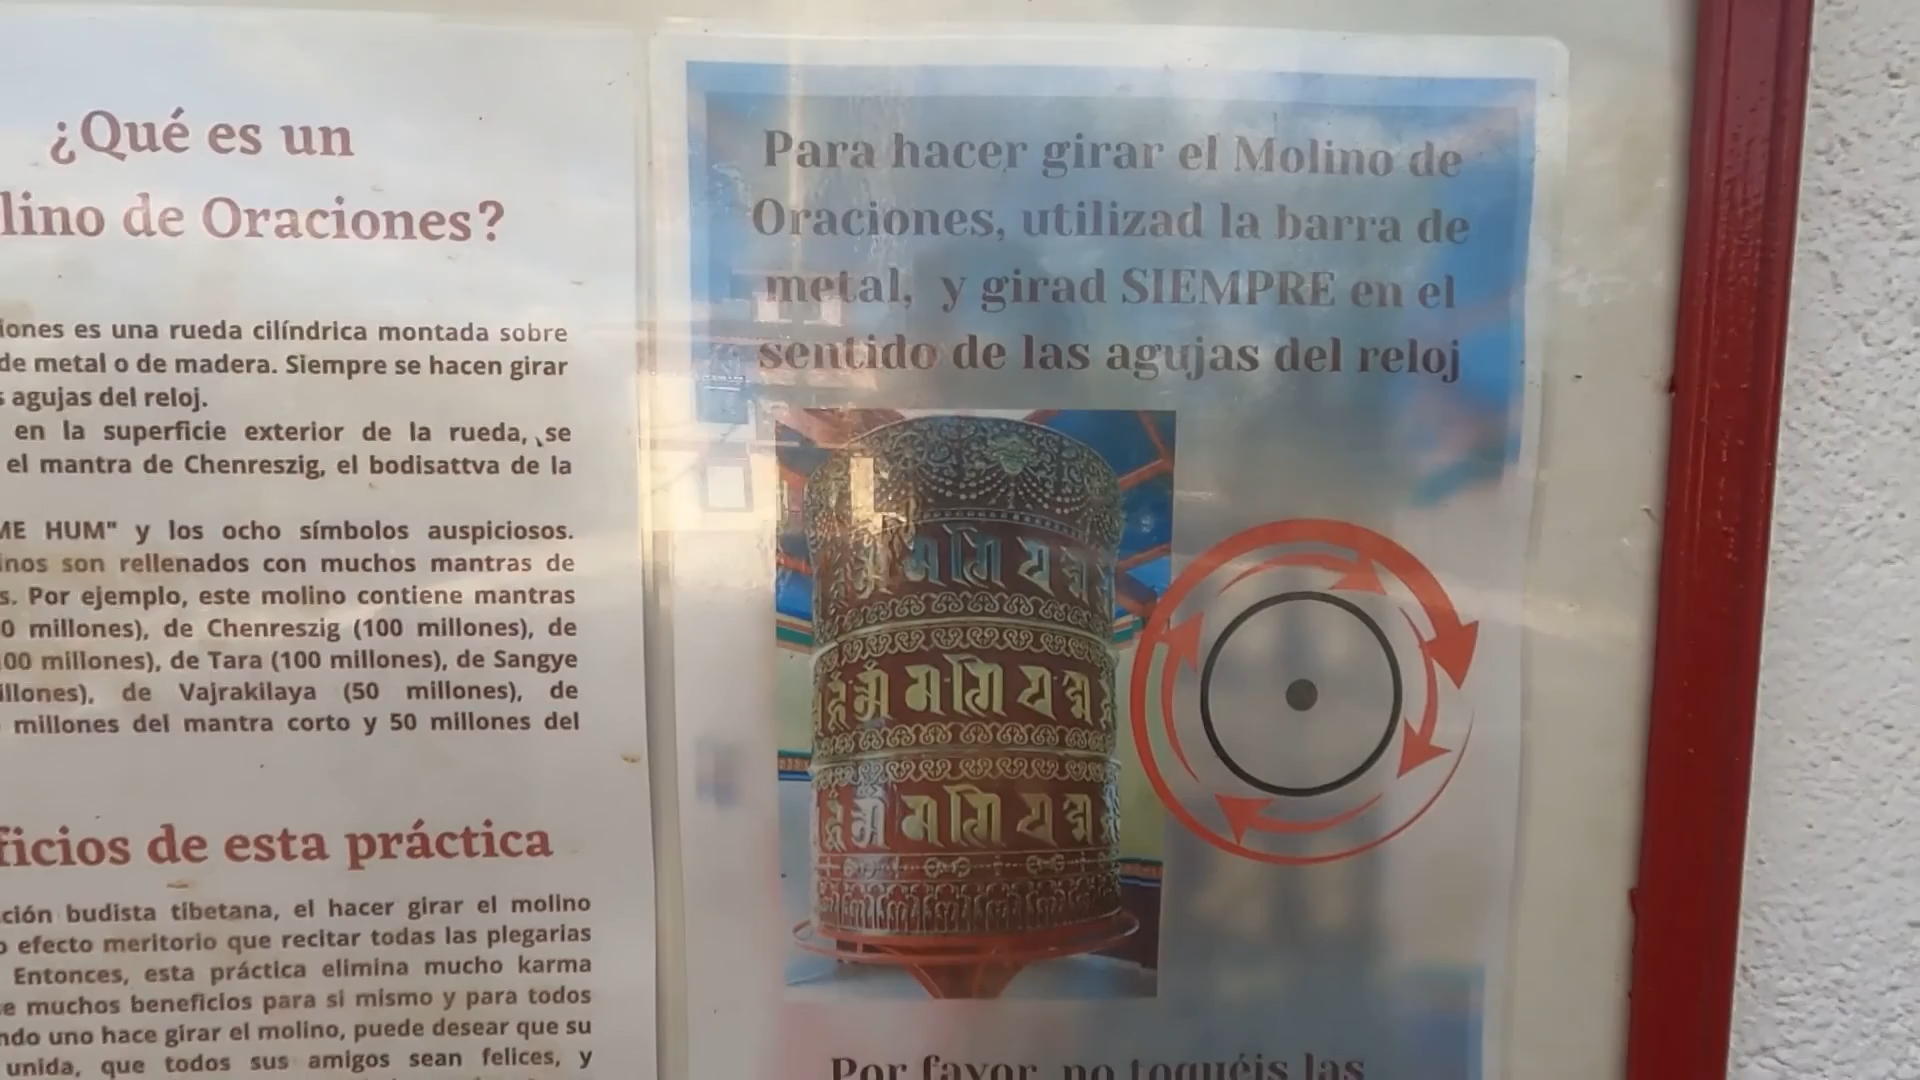 ¿Qué es un
lino de Oraciones?
iones es una rueda cilíndrica montada sobre
de metal o de madera. Siempre se hacen girar
s agujas del reloj.
en la superficie exterior de la rueda, se
el mantra de Chenreszig, el bodisattva de la
ME HUM" y los ocho símbolos auspiciosos.
inos son rellenados con muchos mantras de
s. Por ejemplo, este molino contiene mantras
0 millones), de Chenreszig (100 millones), de
00 millones), de Tara (100 millones), de Sangye
illones), de Vajrakilaya (50 millones), de
millones del mantra corto y 50 millones del
ficios de esta práctica
ción budista tibetana, el hacer girar el molino
o efecto meritorio que recitar todas las plegarias
Entonces, esta práctica elimina mucho karma
e muchos beneficios para si mismo y para todos
ndo uno hace girar el molino, puede desear que su
unida, que todos sus amigos sean felices, y
Para hacer girar el Molino de
Oraciones, utilizad la barra de
metal, y girad SIEMPRE en el
sentido de las agujas del reloj
Por favor, no toquéis las